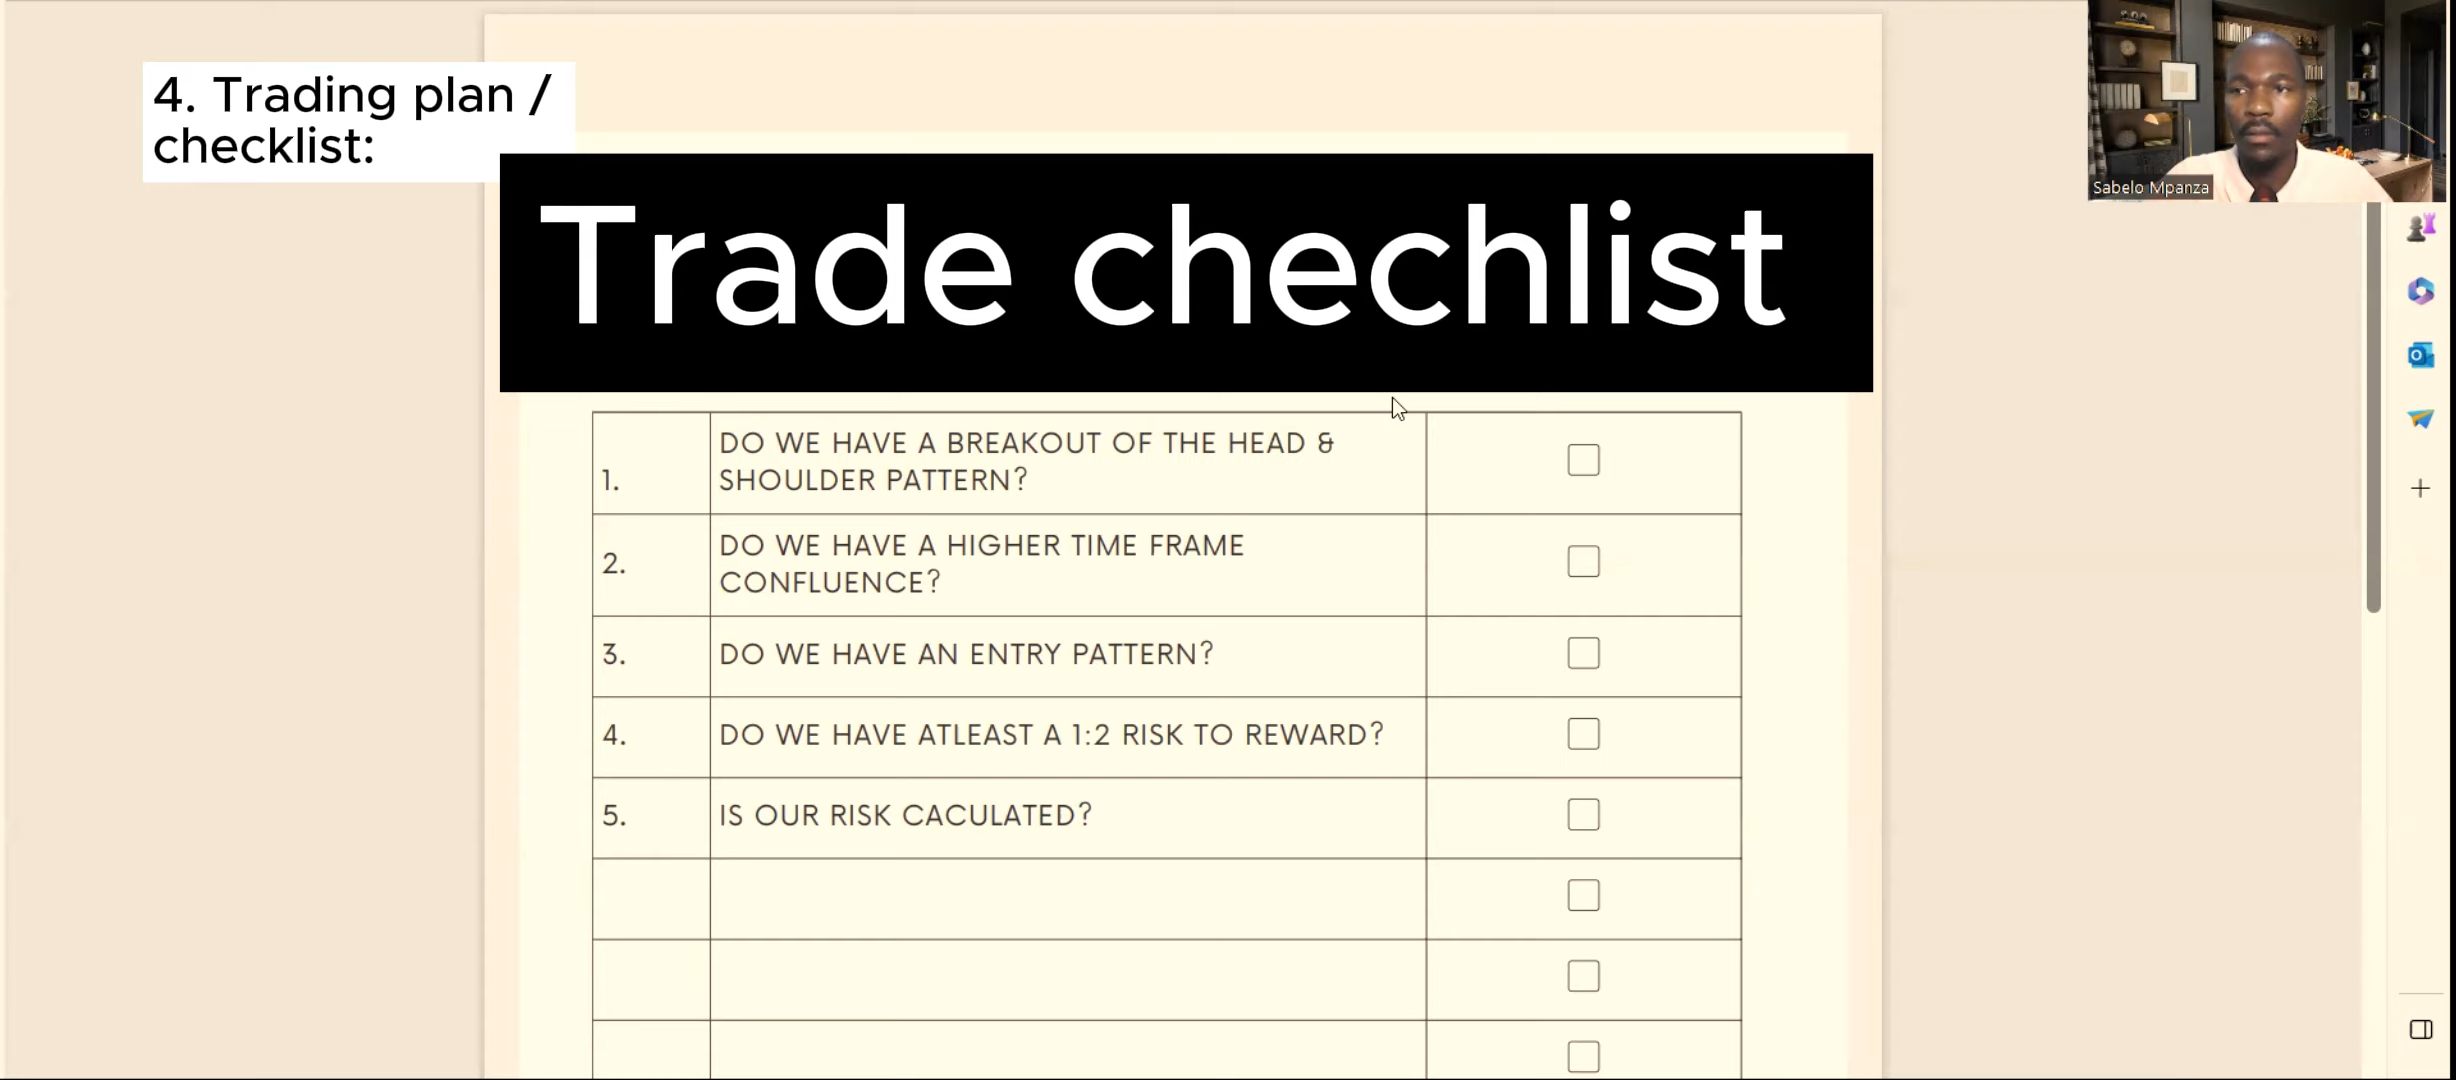 4. Trading plan /
checklist:
Trade chechlist
Sabelo Mpanza
1.
DO WE HAVE A BREAKOUT OF THE HEAD &
SHOULDER PATTERN?
2.
DO WE HAVE A HIGHER TIME FRAME
CONFLUENCE?
3.
DO WE HAVE AN ENTRY PATTERN?
4.
DO WE HAVE ATLEAST A 1:2 RISK TO REWARD?
5.
IS OUR RISK CACULATED?